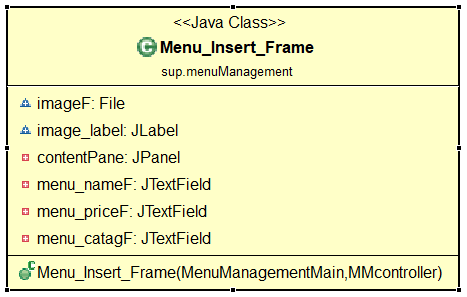 <<Java Class>>
Menu_Insert_Frame
sup.menuManagement
imageF: File
image_label: JLabel
contentPane: JPanel
menu_nameF: JTextField
menu_priceF: JTextField
menu_catagF: JTextField
Menu_Insert_Frame(MenuManagementMain,MMcontroller)